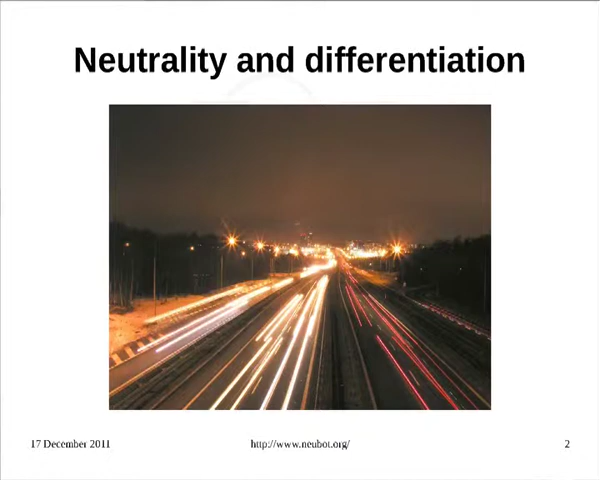 Neutrality and differentiation
17 December 2011
http://www.neubot.org/
2